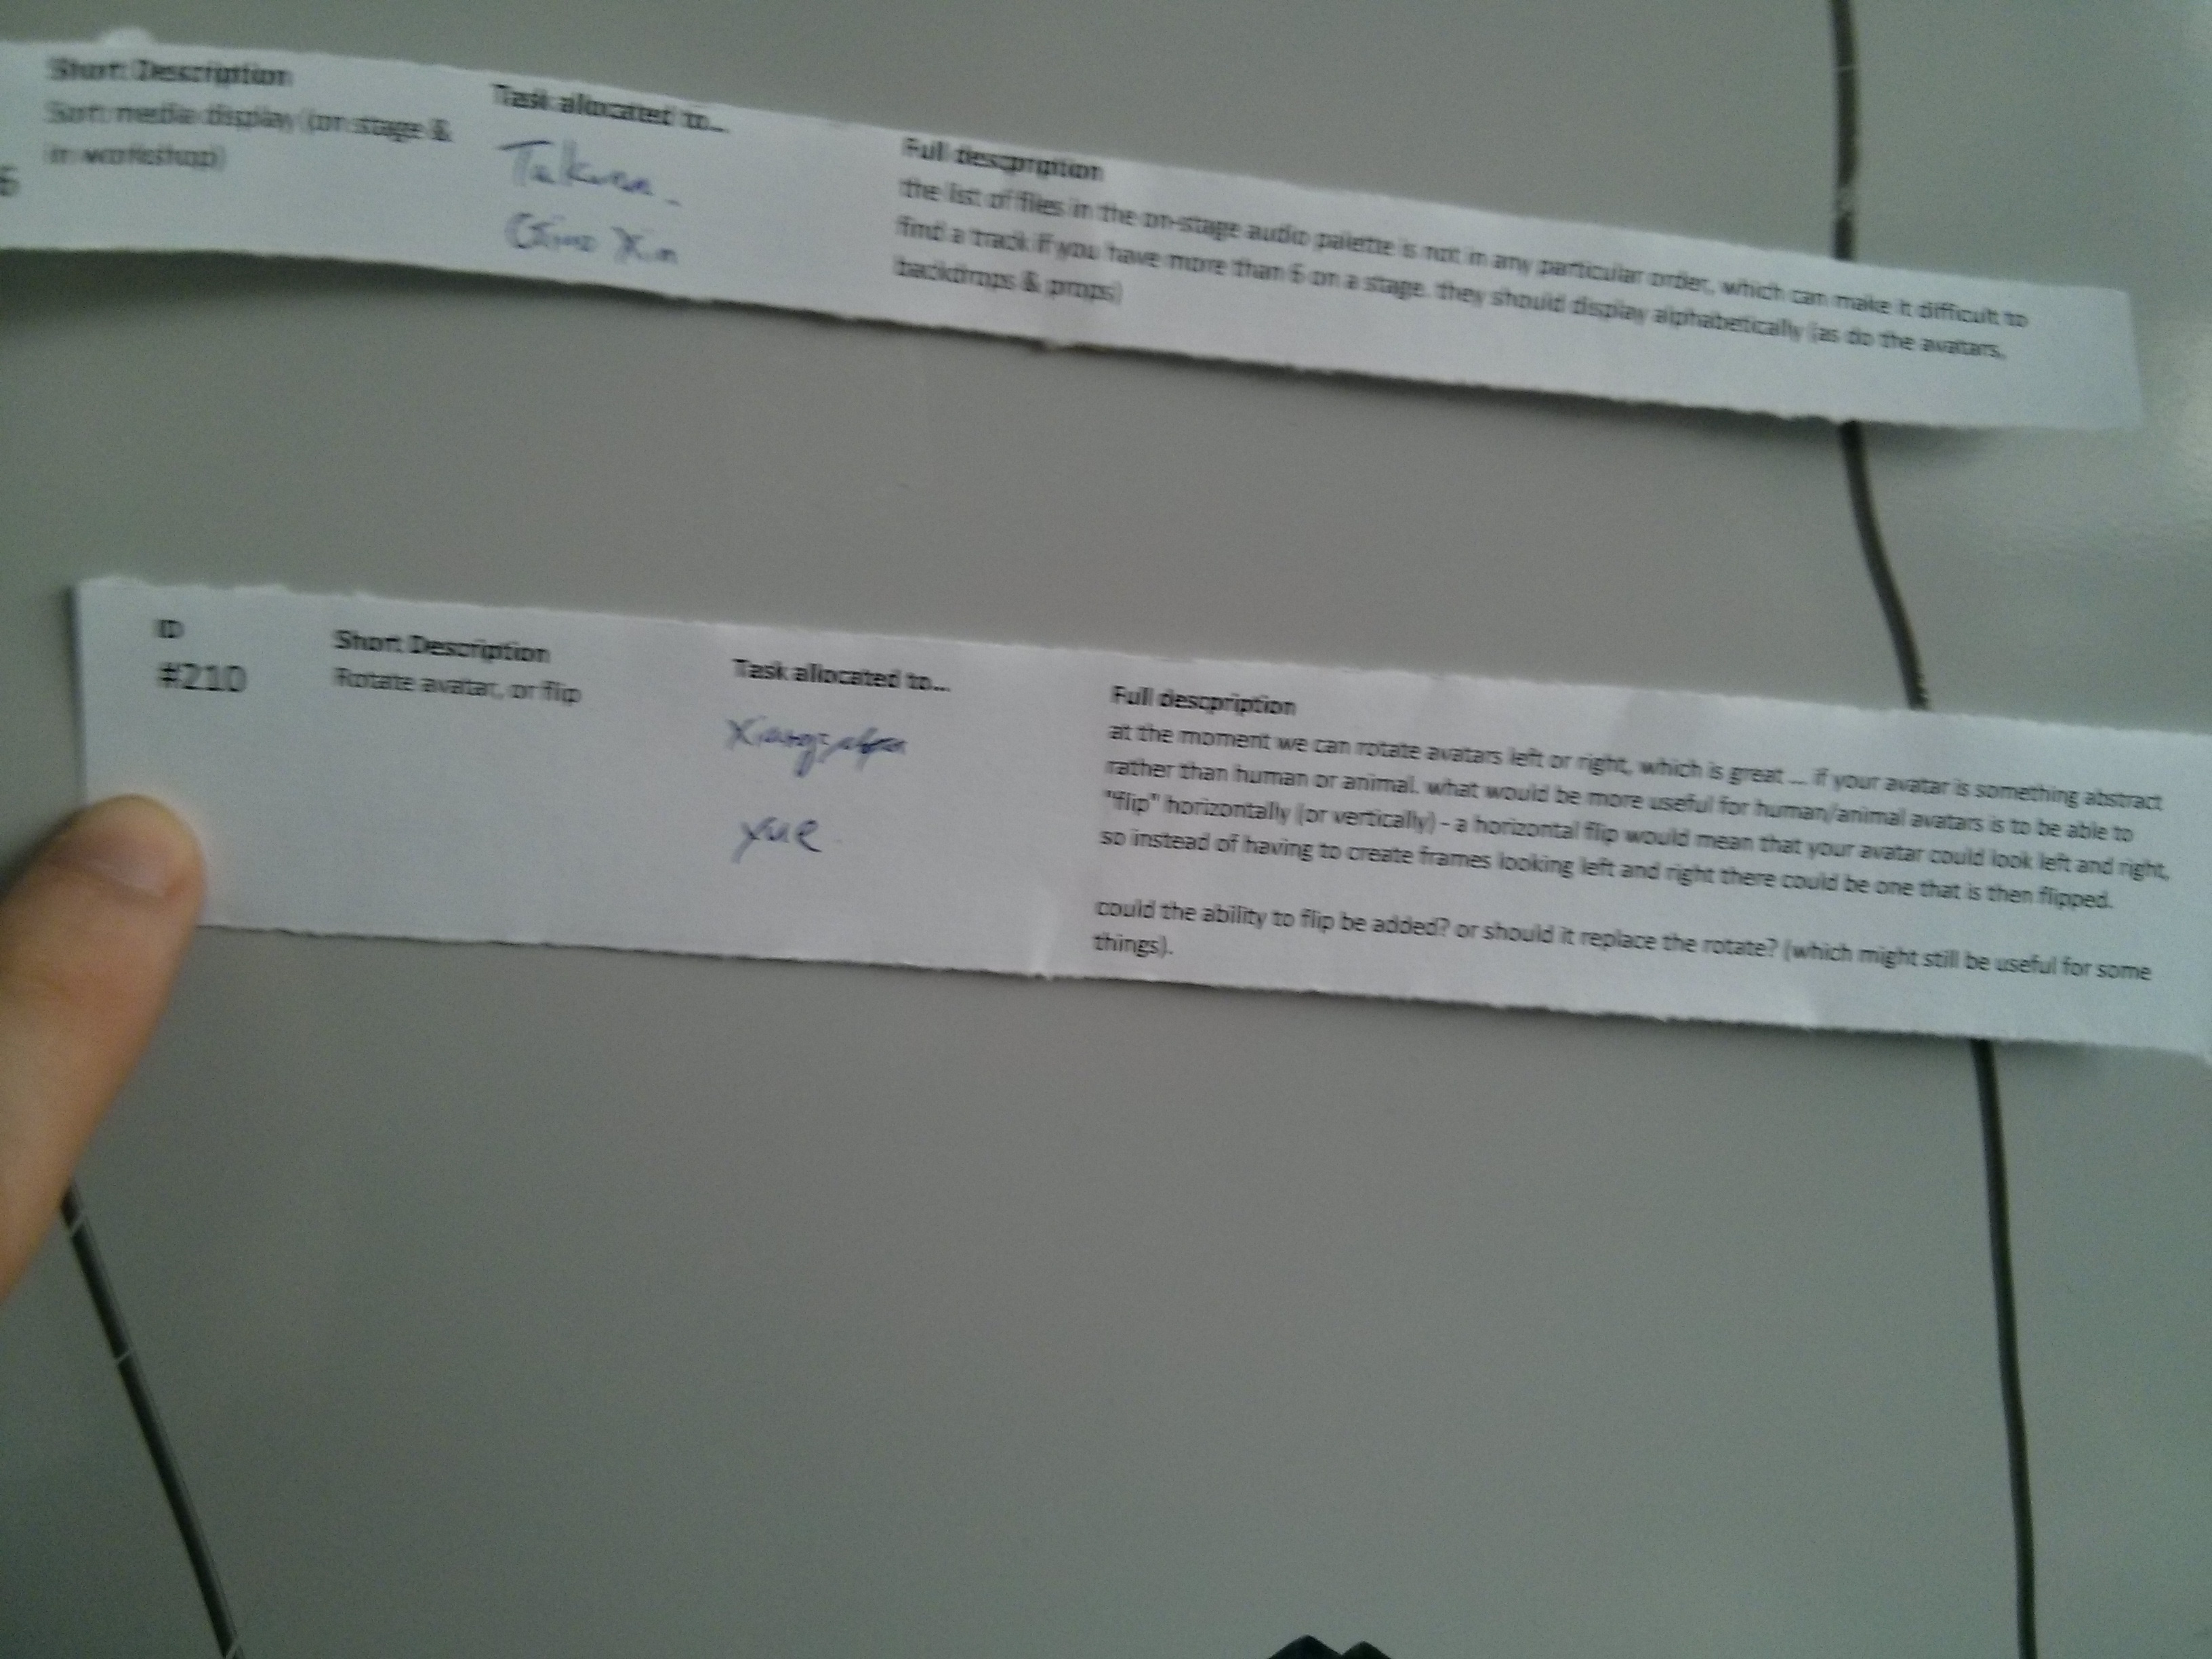 Short Description
Sort media display (on stage &
in workshop)
6
Task allocated to...
Full descpription
the list of files in the on-stage audio palette is not in any particular order, which can make it difficult to
find a track if you have more than 6 on a stage. they should display alphabetically (as do the avatars,
backdrops & props)
ID
#210
Short Description
Rotate avatar, or flip
Task allocated to...
yue
Full descpription
at the moment we can rotate avatars left or right, which is great ... if your avatar is something abstract
rather than human or animal. what would be more useful for human/animal avatars is to be able to
"flip" horizontally (or vertically) - a horizontal flip would mean that your avatar could look left and right,
so instead of having to create frames looking left and right there could be one that is then flipped.
could the ability to flip be added? or should it replace the rotate? (which might still be useful for some
things).